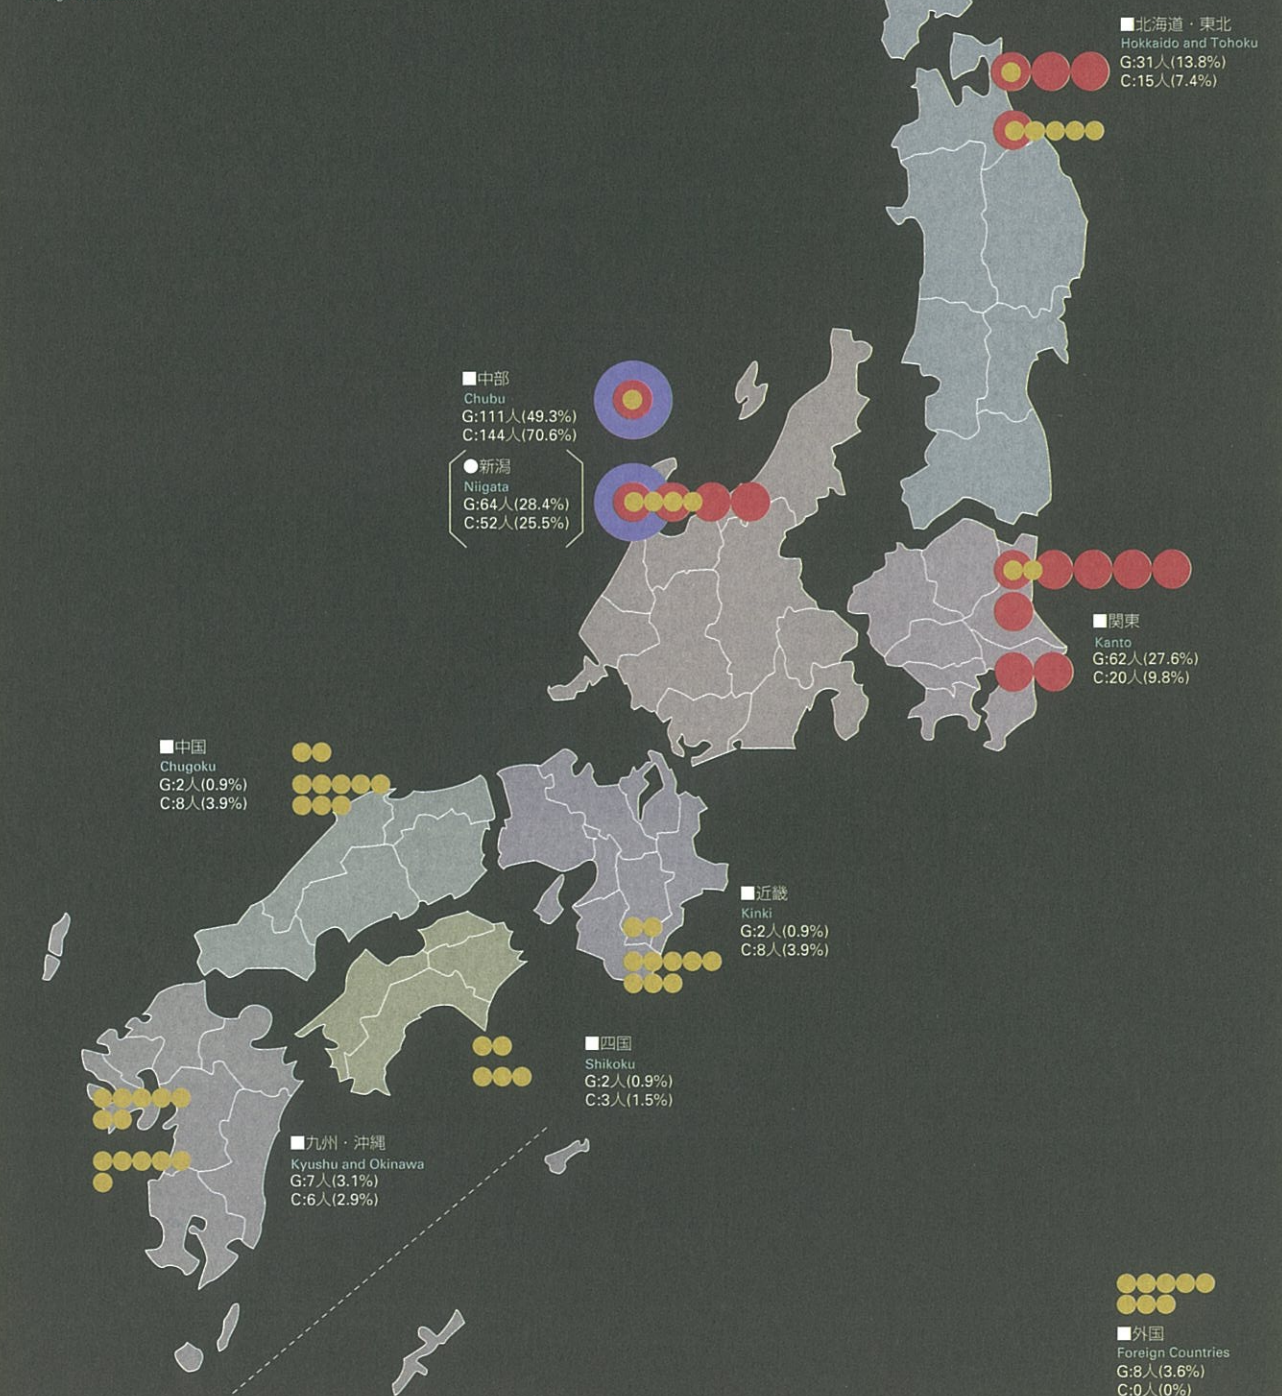 ■北海道・東北
Hokkaido and Tohoku
G:31人(13.8%)
C:15人(7.4%)
■中部
Chubu
G:111人(49.3%)
C:144人(70.6%)
●新潟
Niigata
G:64人(28.4%)
C:52人(25.5%)
■関東
Kanto
G:62人(27.6%)
C:20人(9.8%)
■中国
Chugoku
G:2人(0.9%)
C:8人(3.9%)
■近畿
Kinki
G:2人(0.9%)
C:8人(3.9%)
■四国
Shikoku
G:2人(0.9%)
C:3人(1.5%)
■九州・沖縄
Kyushu and Okinawa
G:7人(3.1%)
C:6人(2.9%)
■外国
Foreign Countries
G:8人(3.6%)
C:0人(0%)